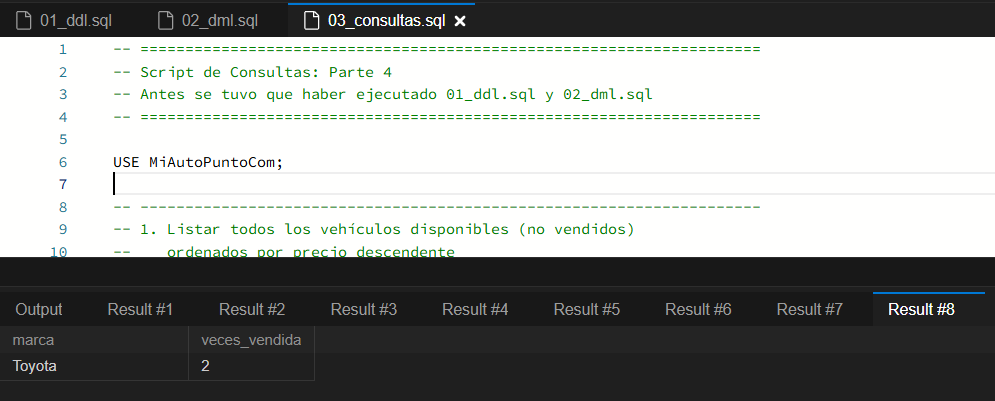 01_ddl.sql 02_dml.sql 03_consultas.sql
1 -- =====================================================================
2 -- Script de Consultas: Parte 4
3 -- Antes se tuvo que haber ejecutado 01_ddl.sql y 02_dml.sql
4 -- =====================================================================
5
6 USE MiAutoPuntoCom;
7
8 -- ---------------------------------------------------------------------
9 -- 1. Listar todos los vehículos disponibles (no vendidos)
10 --    ordenados por precio descendente
Output Result #1 Result #2 Result #3 Result #4 Result #5 Result #6 Result #7 Result #8
marca veces_vendida
Toyota 2